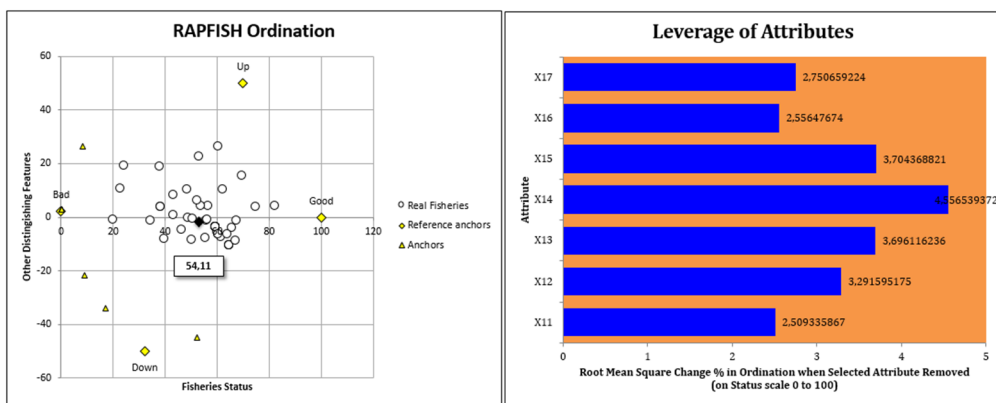 RAPFISH Ordination
60
Up
40
20
Bad
Good
0
0
20
40
60
80
100
120
54,11
-20
-40
Down
-60
Other Distinguishing Features
Fisheries Status
Real Fisheries
Reference anchors
Anchors
Leverage of Attributes
X17
2,750659224
X16
2,55647674
X15
3,704368821
X14
4,556539372
X13
3,696116236
X12
3,291595175
X11
2,509335867
Attribute
0
1
2
3
4
5
Root Mean Square Change % in Ordination when Selected Attribute Removed
(on Status scale 0 to 100)